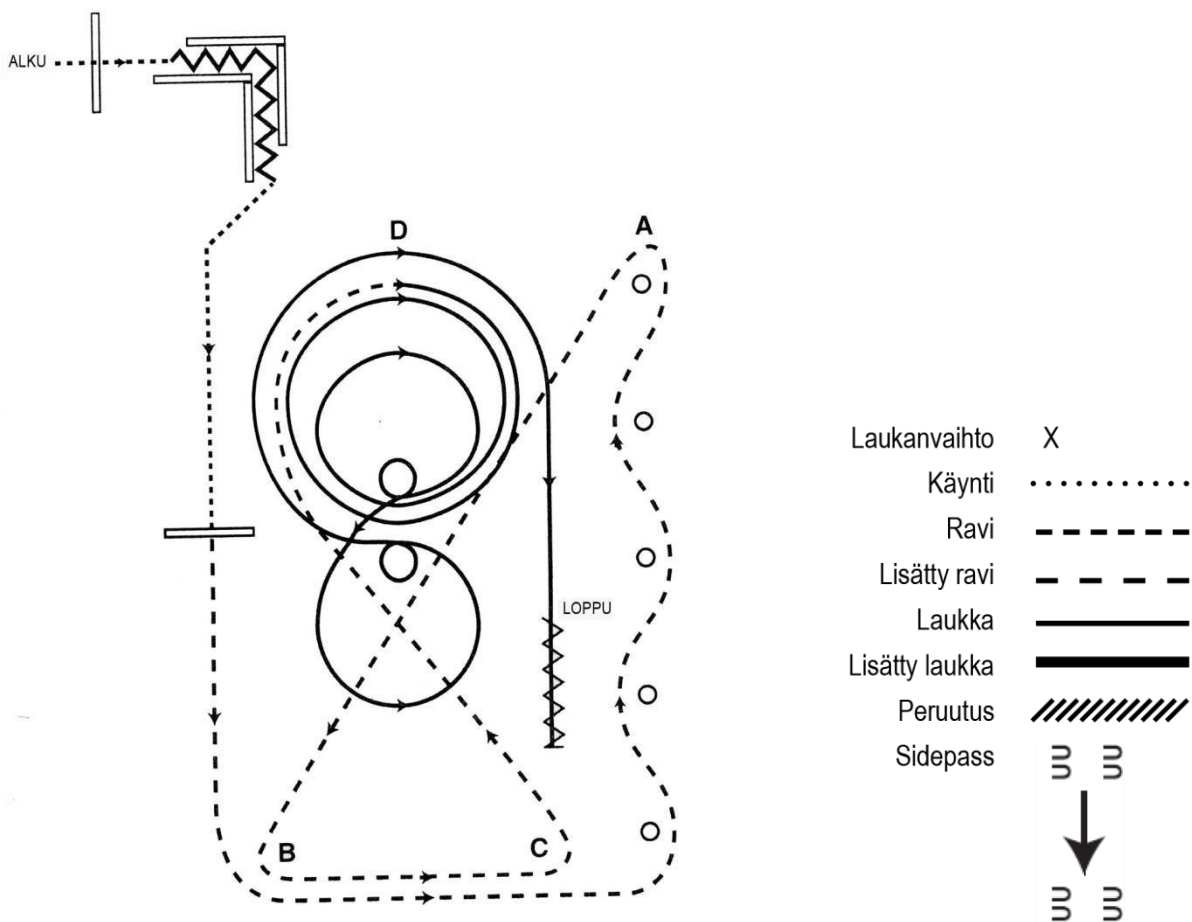 ALKU
D
A
LOPPU
B
C
Laukanvaihto X
Käynti
Ravi
Lisätty ravi
Laukka
Lisätty laukka
Peruutus
Sidepass